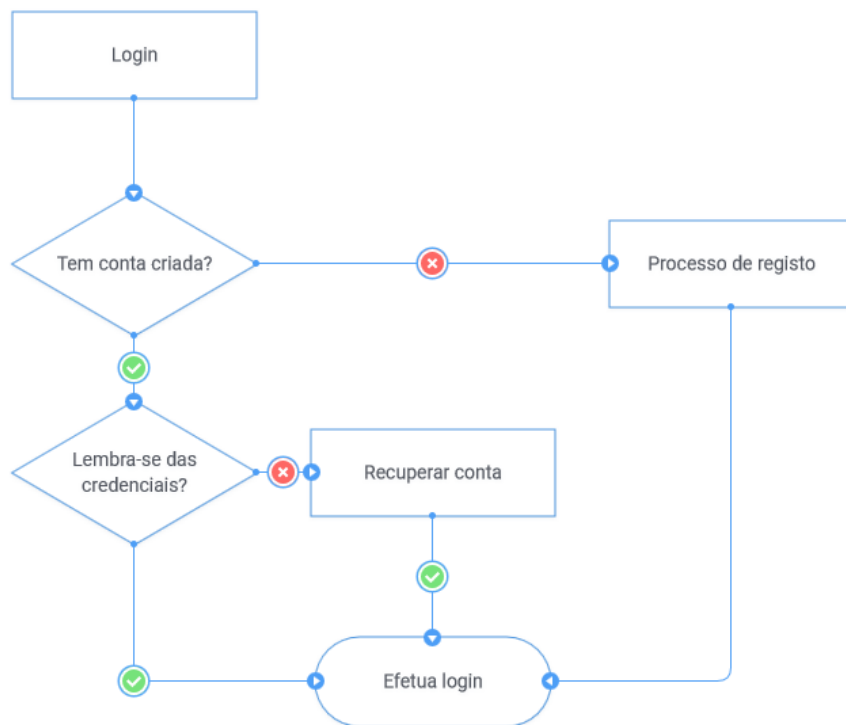 Login
Tem conta criada?
Processo de registo
Lembra-se das
credenciais?
Recuperar conta
Efetua login